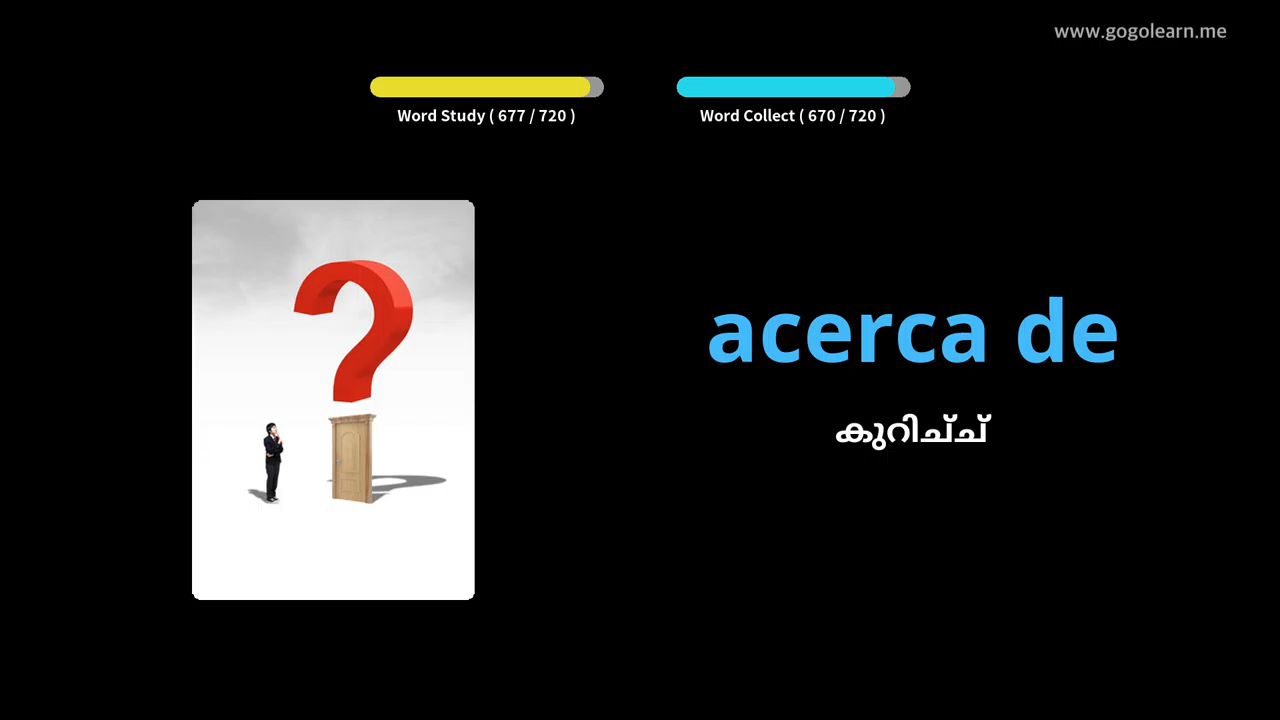 www.gogolearn.me
Word Study ( 677 / 720 )
Word Collect ( 670 / 720 )
acerca de
കുറിച്ച്